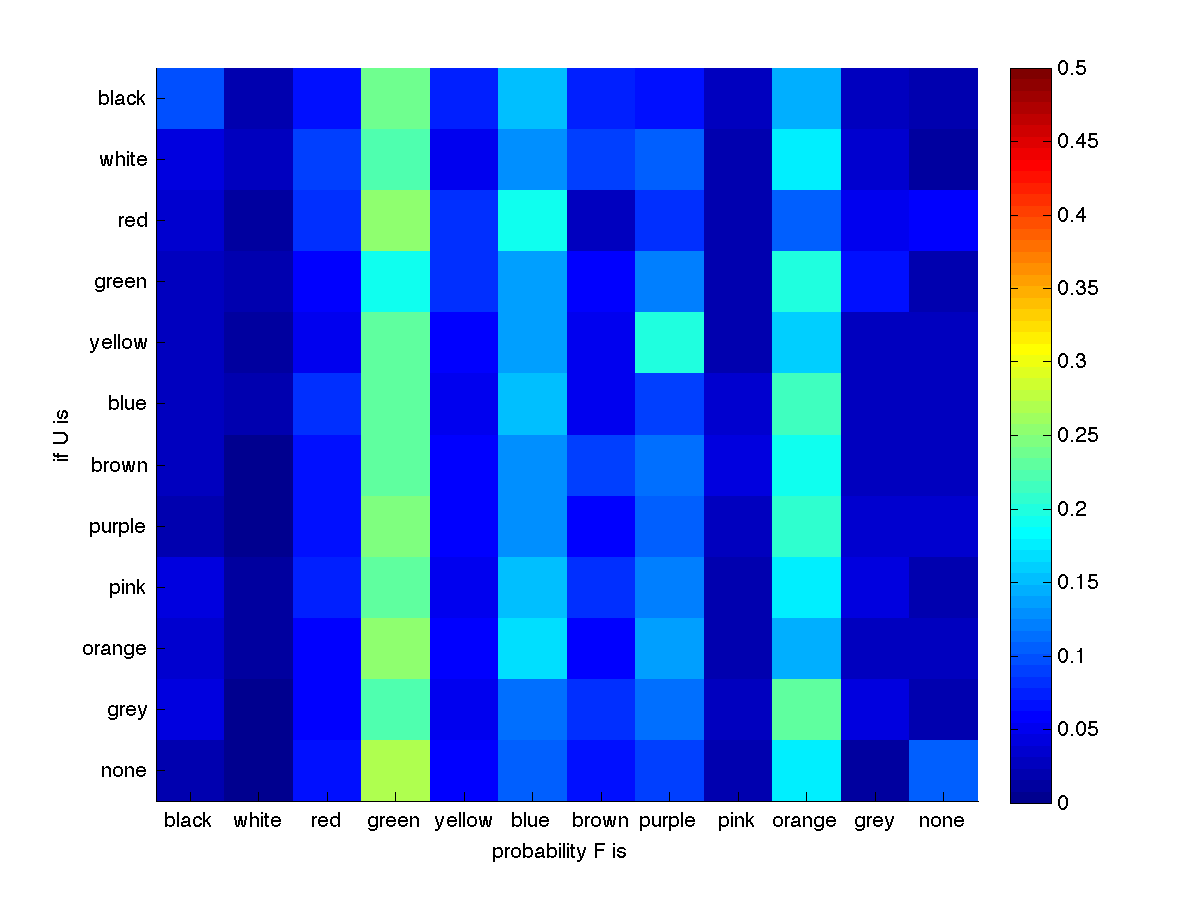 black
white
red
green
yellow
blue
brown
purple
pink
orange
grey
none
if U is
black white red green yellow blue brown purple pink orange grey none
probability F is
0.5
0.45
0.4
0.35
0.3
0.25
0.2
0.15
0.1
0.05
0